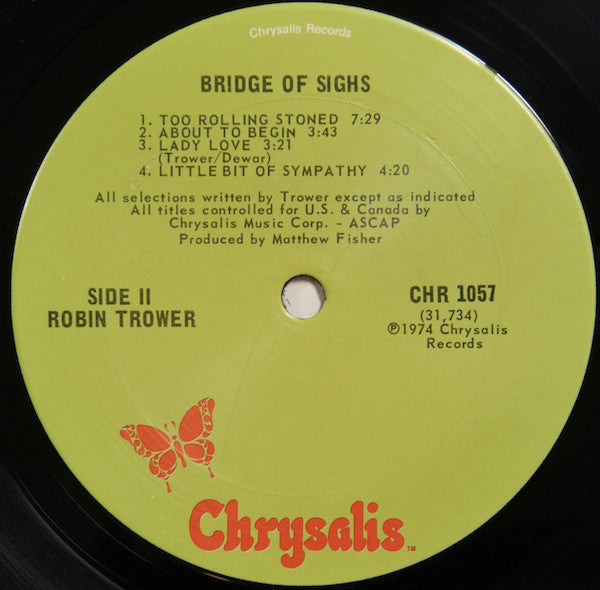 Chrysalis Records
BRIDGE OF SIGHS
1. TOO ROLLING STONED 7:29
2. ABOUT TO BEGIN 3:43
3. LADY LOVE 3:21
(Trower/Dewar)
4. LITTLE BIT OF SYMPATHY 4:20
All selections written by Trower except as indicated
All titles controlled for U.S. & Canada by
Chrysalis Music Corp. - ASCAP
Produced by Matthew Fisher
SIDE II
ROBIN TROWER
CHR 1057
(31,734)
℗1974 Chrysalis
Records
Chrysalis™